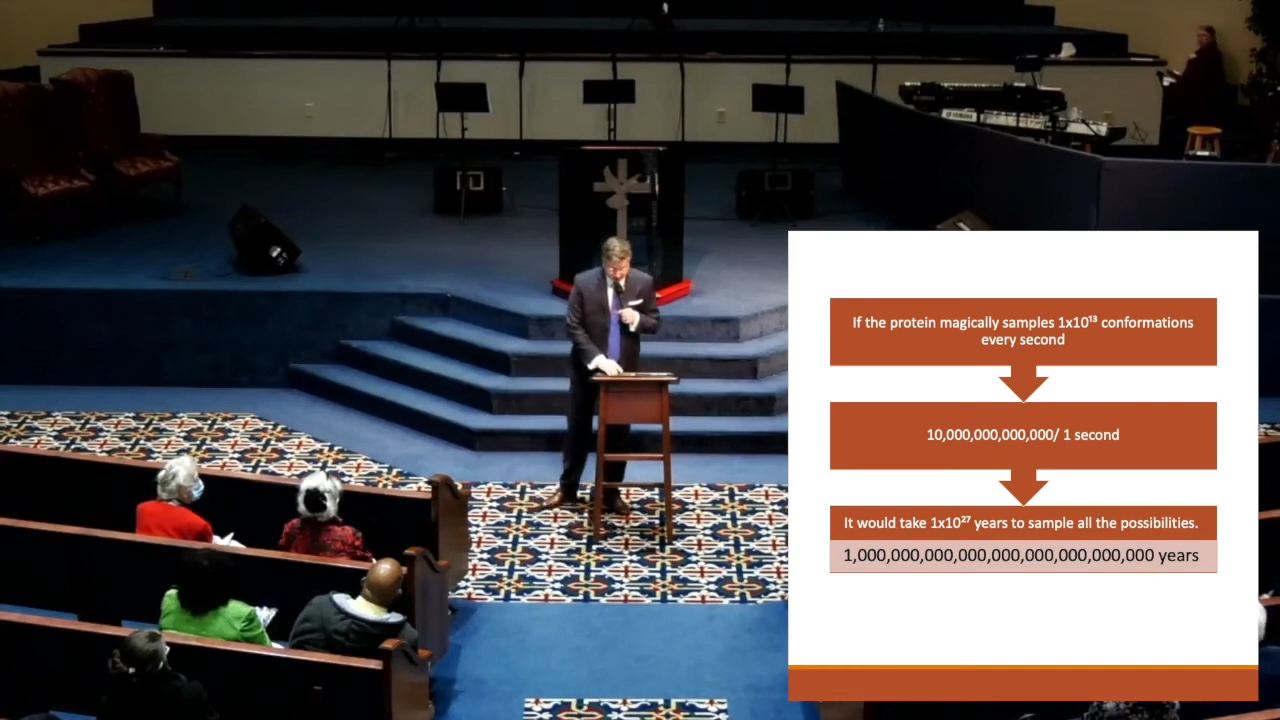 YAMAHA
If the protein magically samples 1x10¹³ conformations
every second
10,000,000,000,000/ 1 second
It would take 1x10²⁷ years to sample all the possibilities.
1,000,000,000,000,000,000,000,000,000 years